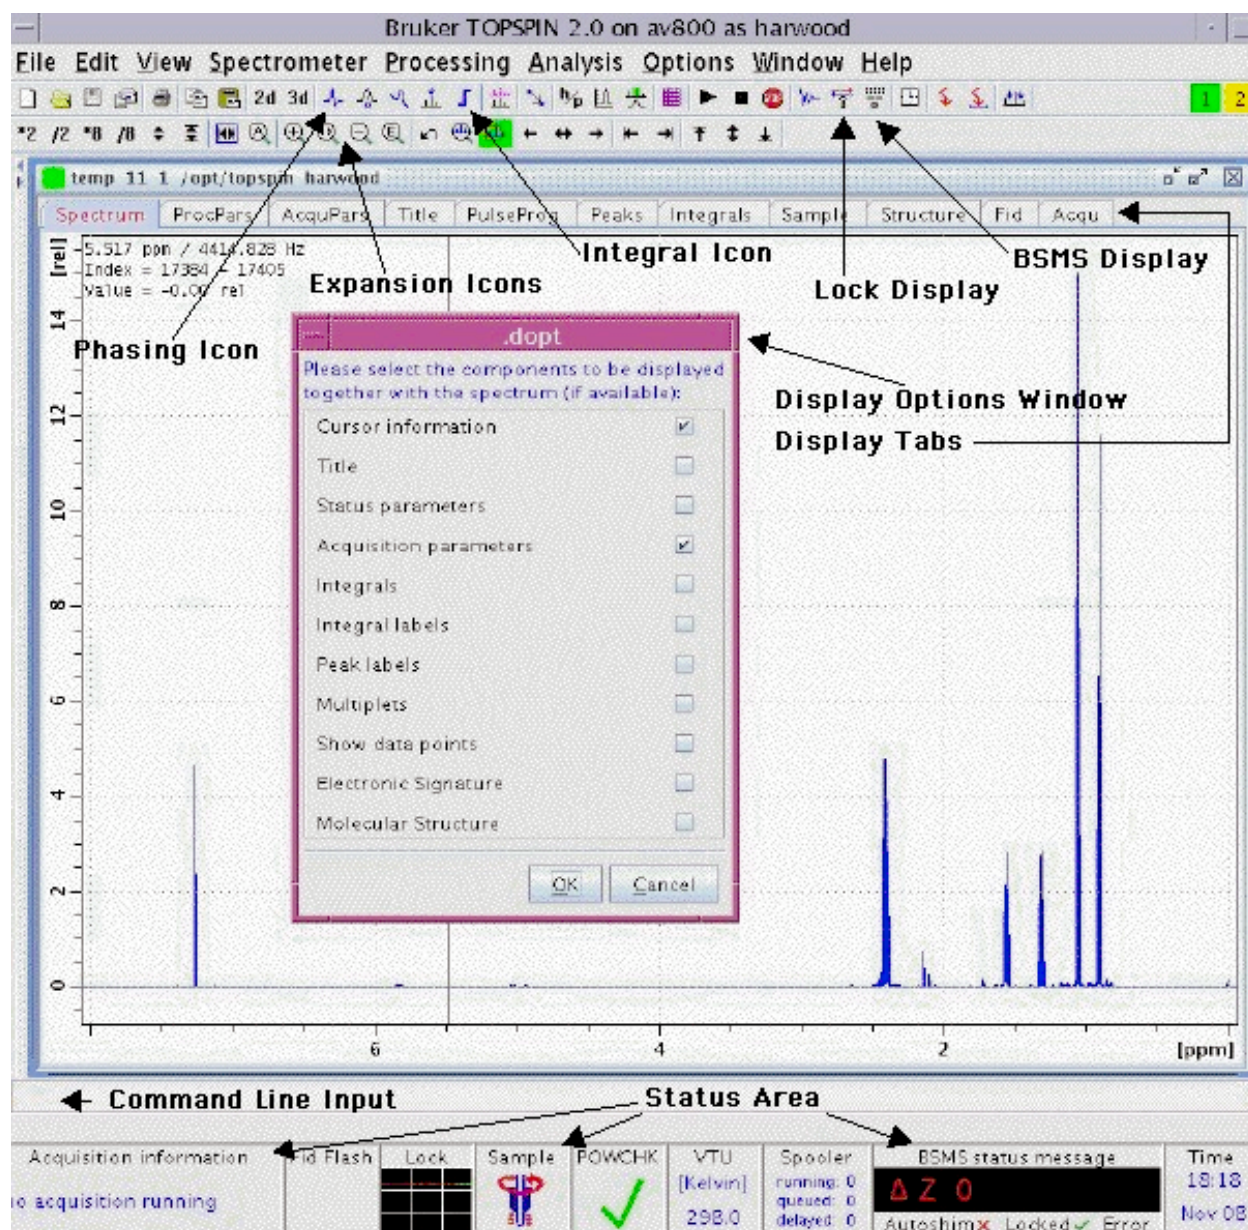 Bruker TOPSPIN 2.0 on av800 as harwood
File Edit View Spectrometer Processing Analysis Options Window Help
2d 3d
1 2
*2 /2 *8 /8
temp 11 1 /opt/topspin harwood
Spectrum ProcPars AcquPars Title PulseProg Peaks Integrals Sample Structure Fid Acqu
-5.517 ppm / 4414.828 Hz
Index = 17384 - 17405
Value = -0.00 rel
[rel]
Integral Icon
BSMS Display
Expansion Icons
Lock Display
Phasing Icon
.dopt
Please select the components to be displayed
together with the spectrum (if available):
Cursor information
Title
Status parameters
Acquisition parameters
Integrals
Integral labels
Peak labels
Multiplets
Show data points
Electronic Signature
Molecular Structure
OK Cancel
Display Options Window
Display Tabs
14
12
10
8
6
4
2
0
6 4 2 [ppm]
Command Line Input
Status Area
Acquisition information Fid Flash Lock Sample POWCHK VTU Spooler BSMS status message Time
no acquisition running
[Kelvin]
298.0
running: 0
queued: 0
delayed: 0
Δ Z 0
Autoshim Locked Error
18:18
Nov 08